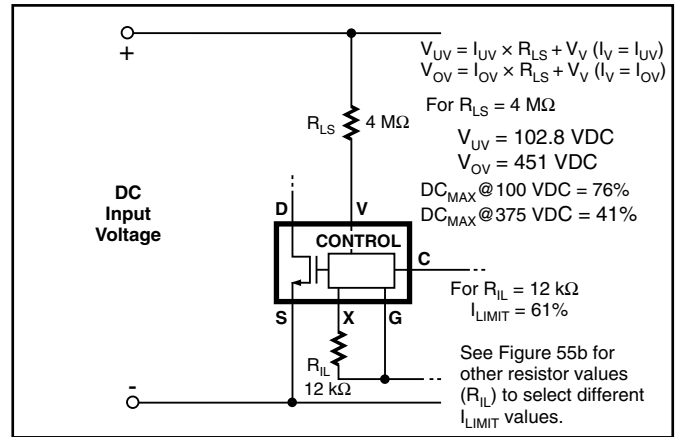 +
V_UV = I_UV × R_LS + V_V (I_V = I_UV)
V_OV = I_OV × R_LS + V_V (I_V = I_OV)
For R_LS = 4 MΩ
R_LS 4 MΩ
V_UV = 102.8 VDC
V_OV = 451 VDC
DC_MAX@100 VDC = 76%
DC_MAX@375 VDC = 41%
DC
Input
Voltage
D V
CONTROL
C
For R_IL = 12 kΩ
I_LIMIT = 61%
S X G
R_IL
12 kΩ
See Figure 55b for
other resistor values
(R_IL) to select different
I_LIMIT values.
-